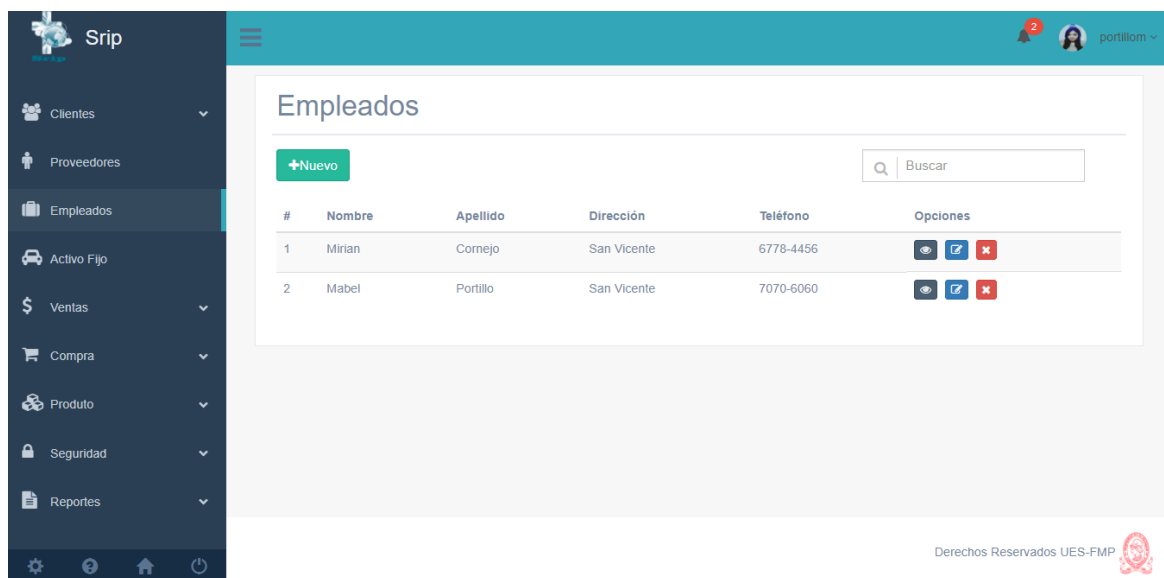 Srip
2
portillom
Clientes
Proveedores
Empleados
Activo Fijo
Ventas
Compra
Produto
Seguridad
Reportes
Empleados
+Nuevo
Buscar
# Nombre Apellido Dirección Teléfono Opciones
1 Mirian Cornejo San Vicente 6778-4456
2 Mabel Portillo San Vicente 7070-6060
Derechos Reservados UES-FMP